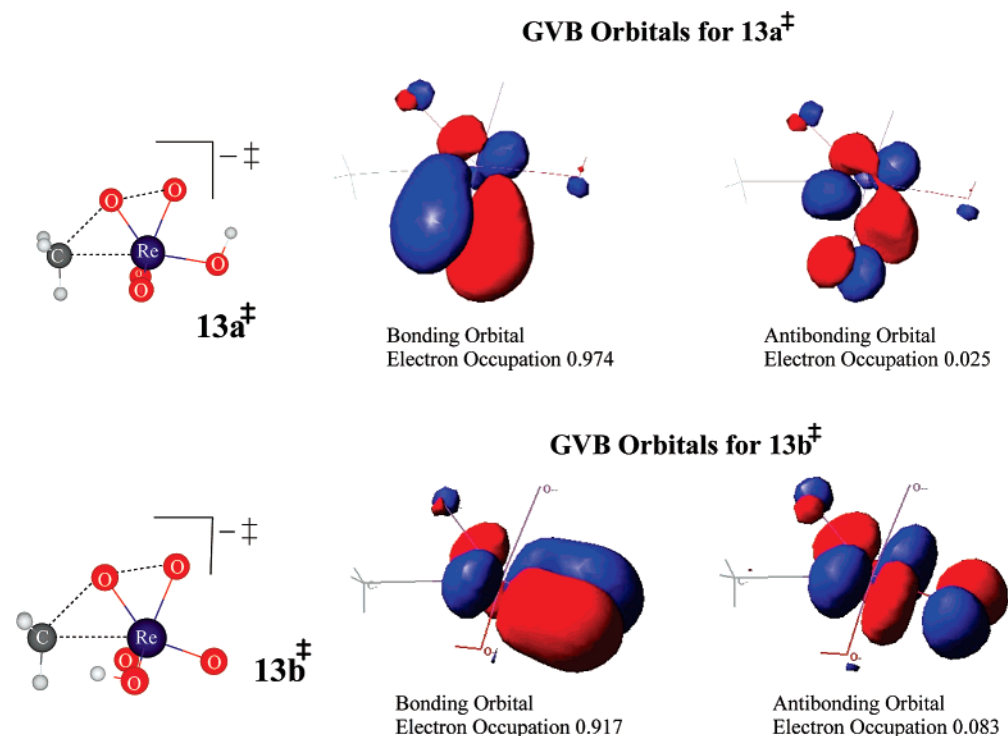 GVB Orbitals for 13a‡
− ‡
O
O
C
Re
O
O
O
13a‡
Bonding Orbital
Electron Occupation 0.974
Antibonding Orbital
Electron Occupation 0.025
GVB Orbitals for 13b‡
− ‡
O
O
C
Re
O
O
O
13b‡
O--
C-
O-
O--
C-
O-
Bonding Orbital
Electron Occupation 0.917
Antibonding Orbital
Electron Occupation 0.083